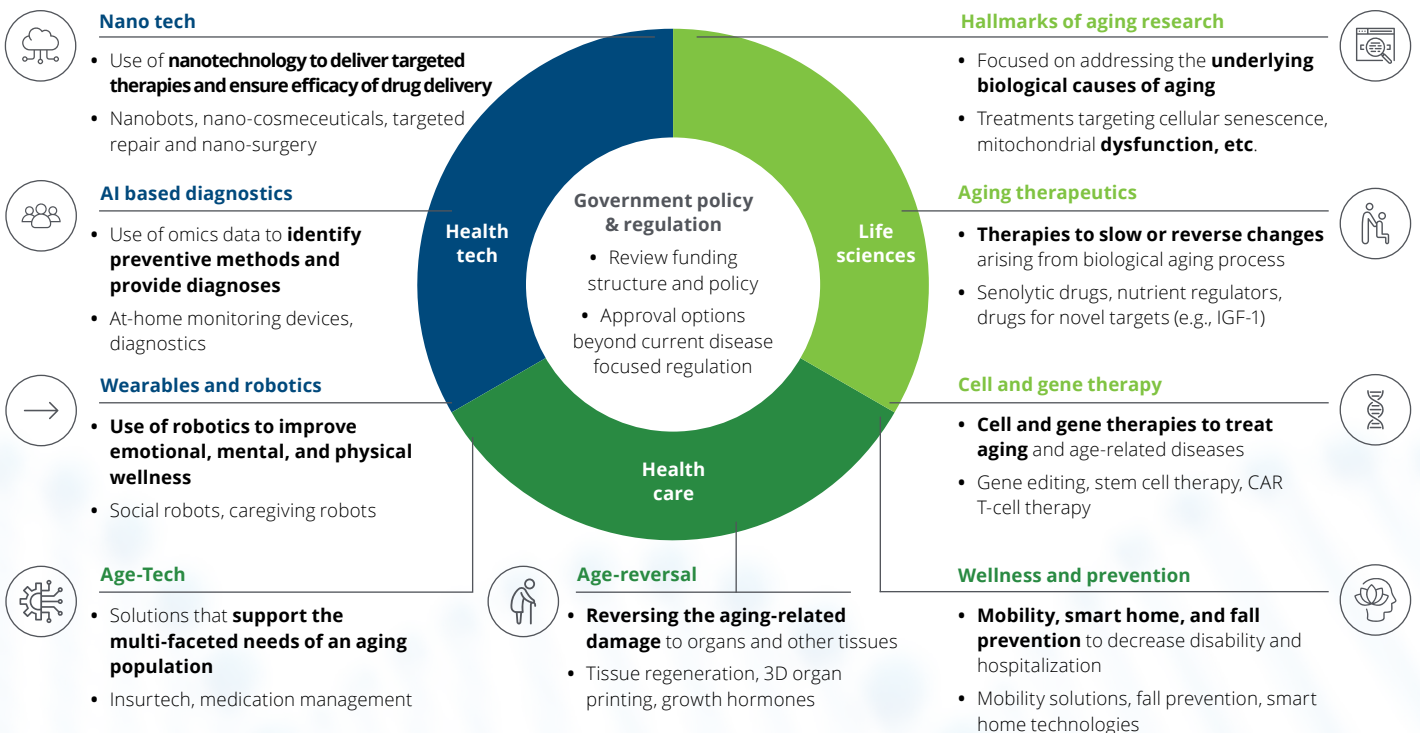 Nano tech
• Use of nanotechnology to deliver targeted
therapies and ensure efficacy of drug delivery
• Nanobots, nano-cosmeceuticals, targeted
repair and nano-surgery
AI based diagnostics
• Use of omics data to identify
preventive methods and
provide diagnoses
• At-home monitoring devices,
diagnostics
Wearables and robotics
• Use of robotics to improve
emotional, mental, and physical
wellness
• Social robots, caregiving robots
Age-Tech
• Solutions that support the
multi-faceted needs of an aging
population
• Insurtech, medication management
Health
tech
Government policy
& regulation
• Review funding
structure and policy
• Approval options
beyond current disease
focused regulation
Life
sciences
Health
care
Age-reversal
• Reversing the aging-related
damage to organs and other tissues
• Tissue regeneration, 3D organ
printing, growth hormones
Hallmarks of aging research
• Focused on addressing the underlying
biological causes of aging
• Treatments targeting cellular senescence,
mitochondrial dysfunction, etc.
Aging therapeutics
• Therapies to slow or reverse changes
arising from biological aging process
• Senolytic drugs, nutrient regulators,
drugs for novel targets (e.g., IGF-1)
Cell and gene therapy
• Cell and gene therapies to treat
aging and age-related diseases
• Gene editing, stem cell therapy, CAR
T-cell therapy
Wellness and prevention
• Mobility, smart home, and fall
prevention to decrease disability and
hospitalization
• Mobility solutions, fall prevention, smart
home technologies